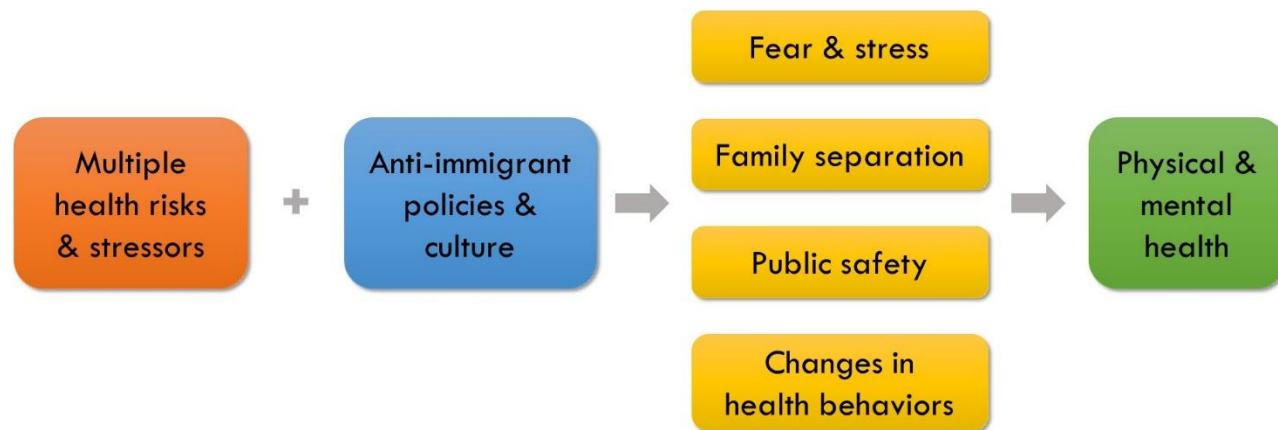 Multiple
health risks
& stressors
+
Anti-immigrant
policies &
culture
Fear & stress
Family separation
Public safety
Changes in
health behaviors
Physical &
mental
health